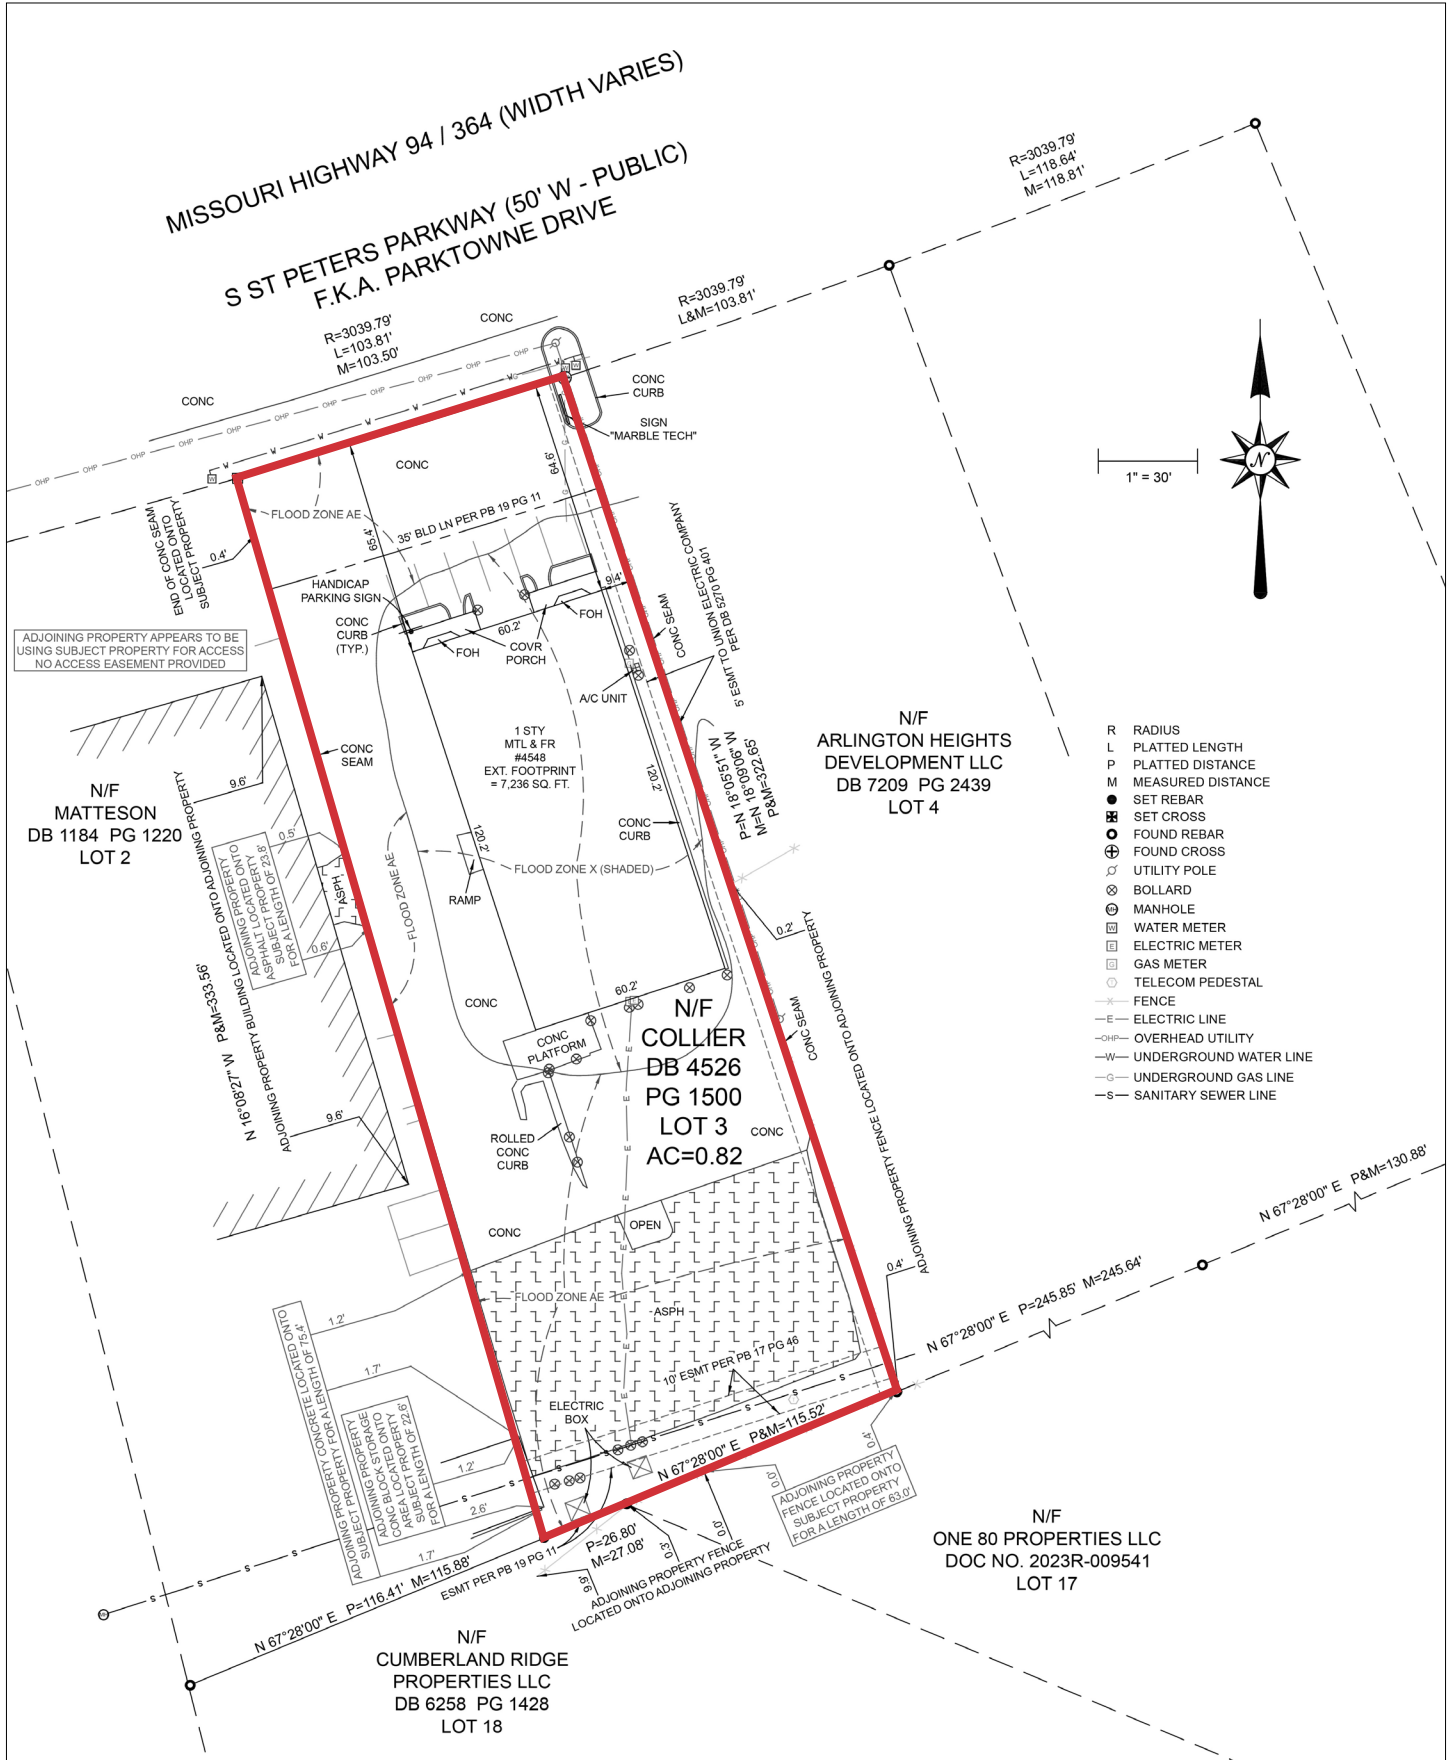 MISSOURI HIGHWAY 94 / 364 (WIDTH VARIES)
S ST PETERS PARKWAY (50' W - PUBLIC)
F.K.A. PARKTOWNE DRIVE
R=3039.79'
L=118.64'
M=118.81'
R=3039.79'
L&M=103.81'
R=3039.79'
L=103.81'
M=103.50'
CONC
CONC
OHP
OHP
OHP
OHP
OHP
OHP
OHP
OHP
OHP
OHP
OHP
W
W
W
W
W
W
W
W
W
W
G
CONC
CURB
SIGN
"MARBLE TECH"
CONC
64.6'
65.4'
FLOOD ZONE AE
35' BLD LN PER PB 19 PG 11
END OF CONC SEAM
LOCATED ONTO
SUBJECT PROPERTY
0.4'
N
1" = 30'
HANDICAP
PARKING SIGN
CONC
CURB
(TYP.)
FOH
60.2'
COVR
PORCH
FOH
9.4'
CONC SEAM
5' ESMT TO UNION ELECTRIC COMPANY
PER DB 5270 PG 401
A/C UNIT
ADJOINING PROPERTY APPEARS TO BE
USING SUBJECT PROPERTY FOR ACCESS
NO ACCESS EASEMENT PROVIDED
1 STY
MTL & FR
#4548
EXT. FOOTPRINT
= 7,236 SQ. FT.
CONC
SEAM
120.2'
P=N 18°05'51" W
M=N 18°09'06" W
P&M=322.65'
N/F
ARLINGTON HEIGHTS
DEVELOPMENT LLC
DB 7209 PG 2439
LOT 4
R RADIUS
L PLATTED LENGTH
P PLATTED DISTANCE
M MEASURED DISTANCE
SET REBAR
SET CROSS
FOUND REBAR
FOUND CROSS
UTILITY POLE
BOLLARD
MH MANHOLE
W WATER METER
E ELECTRIC METER
G GAS METER
TELECOM PEDESTAL
FENCE
E ELECTRIC LINE
OHP OVERHEAD UTILITY
W UNDERGROUND WATER LINE
G UNDERGROUND GAS LINE
S SANITARY SEWER LINE
N/F
MATTESON
DB 1184 PG 1220
LOT 2
9.6'
ADJOINING PROPERTY BUILDING LOCATED ONTO ADJOINING PROPERTY
N 16°08'27" W P&M=333.56'
9.6'
0.5'
ADJOINING PROPERTY
ASPHALT LOCATED ONTO
SUBJECT PROPERTY
FOR A LENGTH OF 23.8'
0.6'
ASPH.
FLOOD ZONE AE
120.2'
RAMP
CONC
CURB
FLOOD ZONE X (SHADED)
0.2'
CONC SEAM
ADJOINING PROPERTY FENCE LOCATED ONTO ADJOINING PROPERTY
0.4'
CONC
60.2'
CONC
PLATFORM
N/F
COLLIER
DB 4526
PG 1500
LOT 3
AC=0.82
CONC
ROLLED
CONC
CURB
E
E
E
E
E
E
E
CONC
OPEN
FLOOD ZONE AE
ASPH
10' ESMT PER PB 17 PG 46
ELECTRIC
BOX
N 67°28'00" E P&M=115.52'
N 67°28'00" E P=245.85' M=245.64'
N 67°28'00" E P&M=130.88'
1.2'
1.7'
ADJOINING PROPERTY CONCRETE LOCATED ONTO
SUBJECT PROPERTY FOR A LENGTH OF 75.4'
ADJOINING PROPERTY
CONC BLOCK STORAGE
AREA LOCATED ONTO
SUBJECT PROPERTY
FOR A LENGTH OF 22.6'
1.2'
2.6'
1.7'
S
S
S
S
S
S
S
S
S
S
S
MH
N 67°28'00" E P=116.41' M=115.88'
ESMT PER PB 19 PG 11
P=26.80'
M=27.08'
9.9'
0.3'
0.0'
ADJOINING PROPERTY FENCE
LOCATED ONTO ADJOINING PROPERTY
0.0'
0.4'
ADJOINING PROPERTY
FENCE LOCATED ONTO
SUBJECT PROPERTY
FOR A LENGTH OF 63.0'
N/F
ONE 80 PROPERTIES LLC
DOC NO. 2023R-009541
LOT 17
N/F
CUMBERLAND RIDGE
PROPERTIES LLC
DB 6258 PG 1428
LOT 18